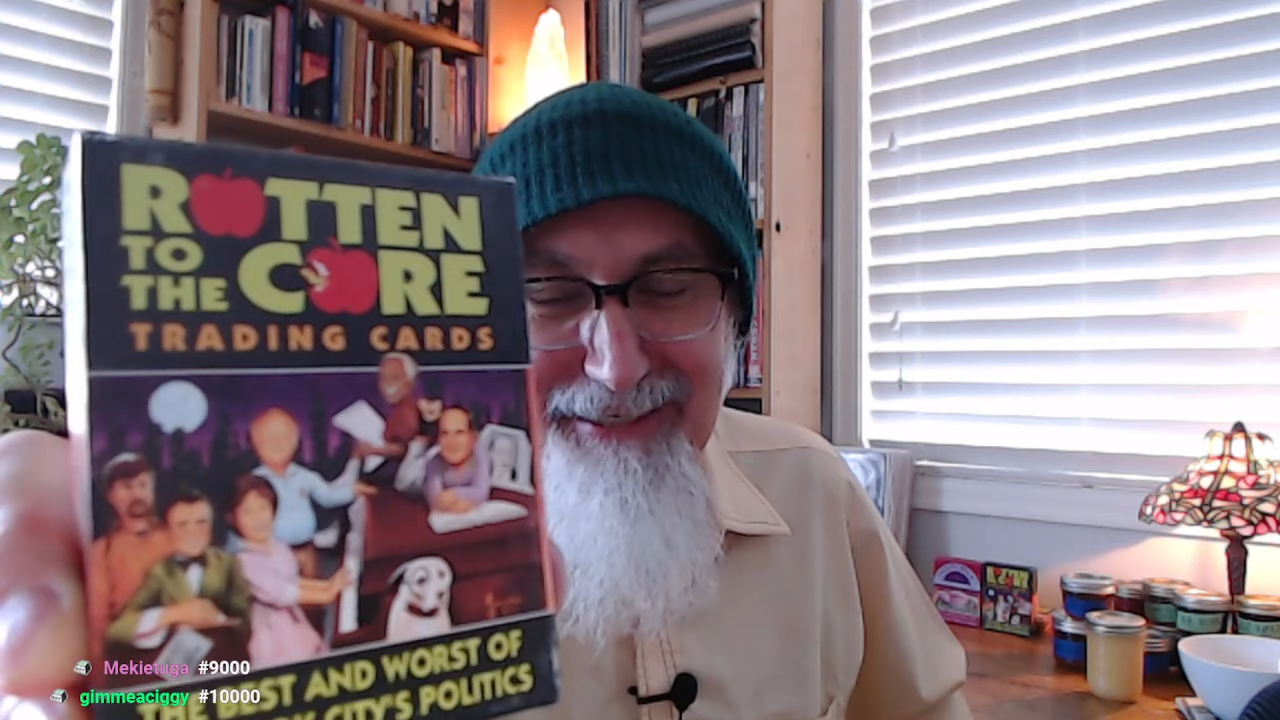 ROTTEN
TO
THE CORE
TRADING CARDS
THE BEST AND WORST OF
CITY'S POLITICS
Mekietuga #9000
gimmeaciggy #10000